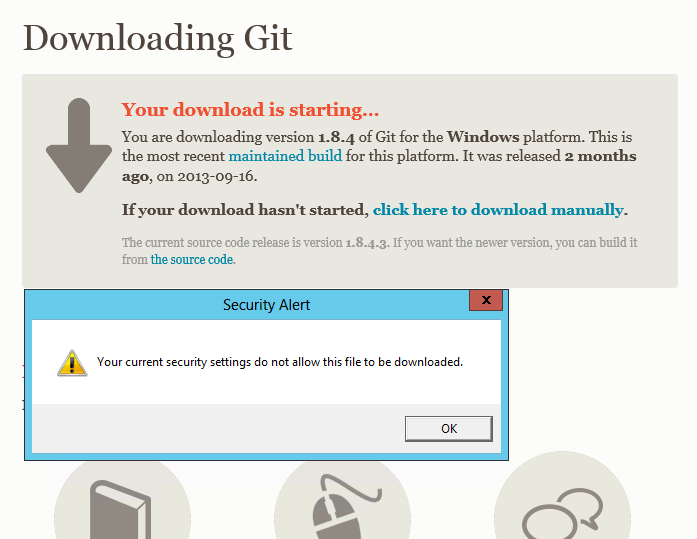 Downloading Git
Your download is starting...
You are downloading version 1.8.4 of Git for the Windows platform. This is
the most recent maintained build for this platform. It was released 2 months
ago, on 2013-09-16.
If your download hasn't started, click here to download manually.
The current source code release is version 1.8.4.3. If you want the newer version, you can build it
from the source code.
Security Alert
x
Your current security settings do not allow this file to be downloaded.
OK